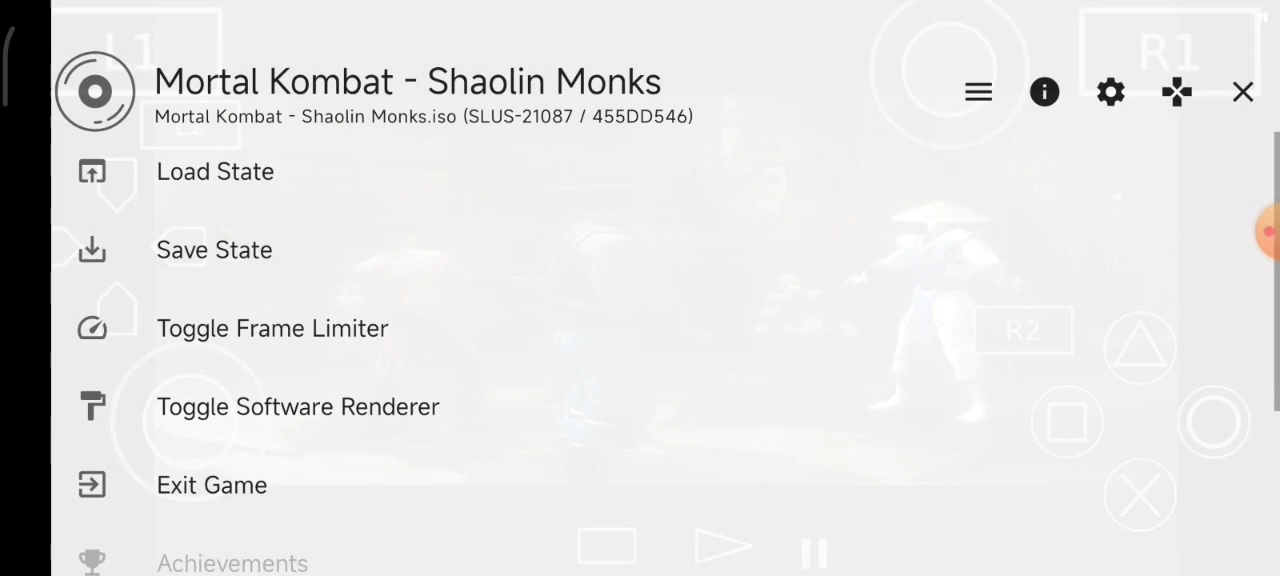 L1
R1
Mortal Kombat - Shaolin Monks
Mortal Kombat - Shaolin Monks.iso (SLUS-21087 / 455DD546)
L2
Load State
Save State
Toggle Frame Limiter
R2
Toggle Software Renderer
Exit Game
Achievements